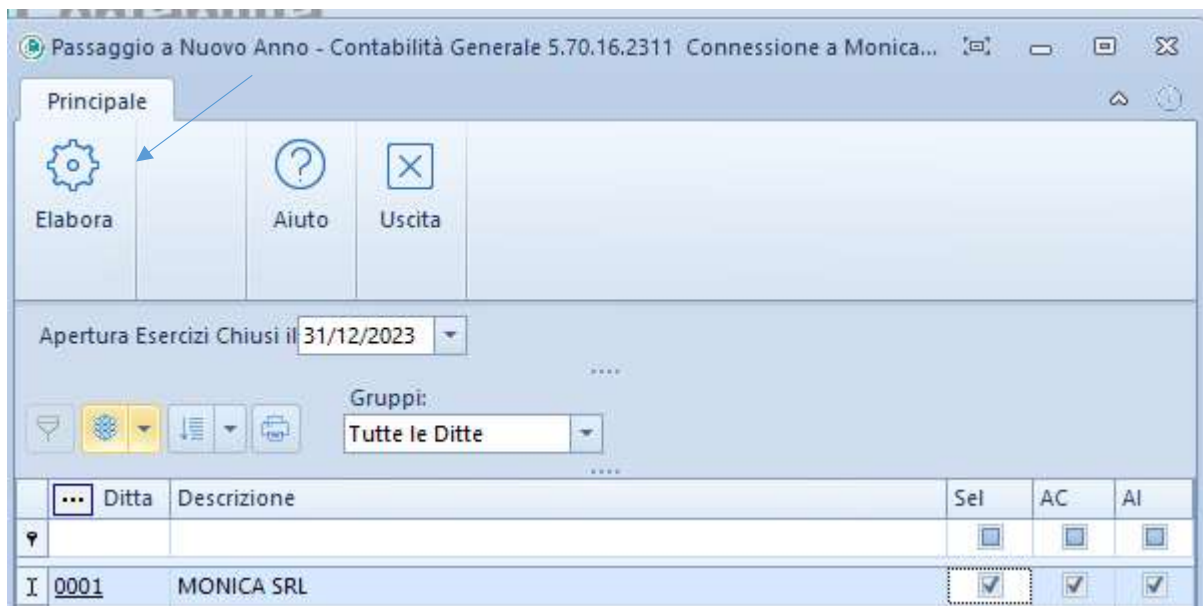 Passaggio a Nuovo Anno - Contabilità Generale 5.70.16.2311 Connessione a Monica...
Principale
Elabora
Aiuto
Uscita
Apertura Esercizi Chiusi il 31/12/2023
Gruppi:
Tutte le Ditte
... Ditta Descrizione Sel AC AI
0001 MONICA SRL